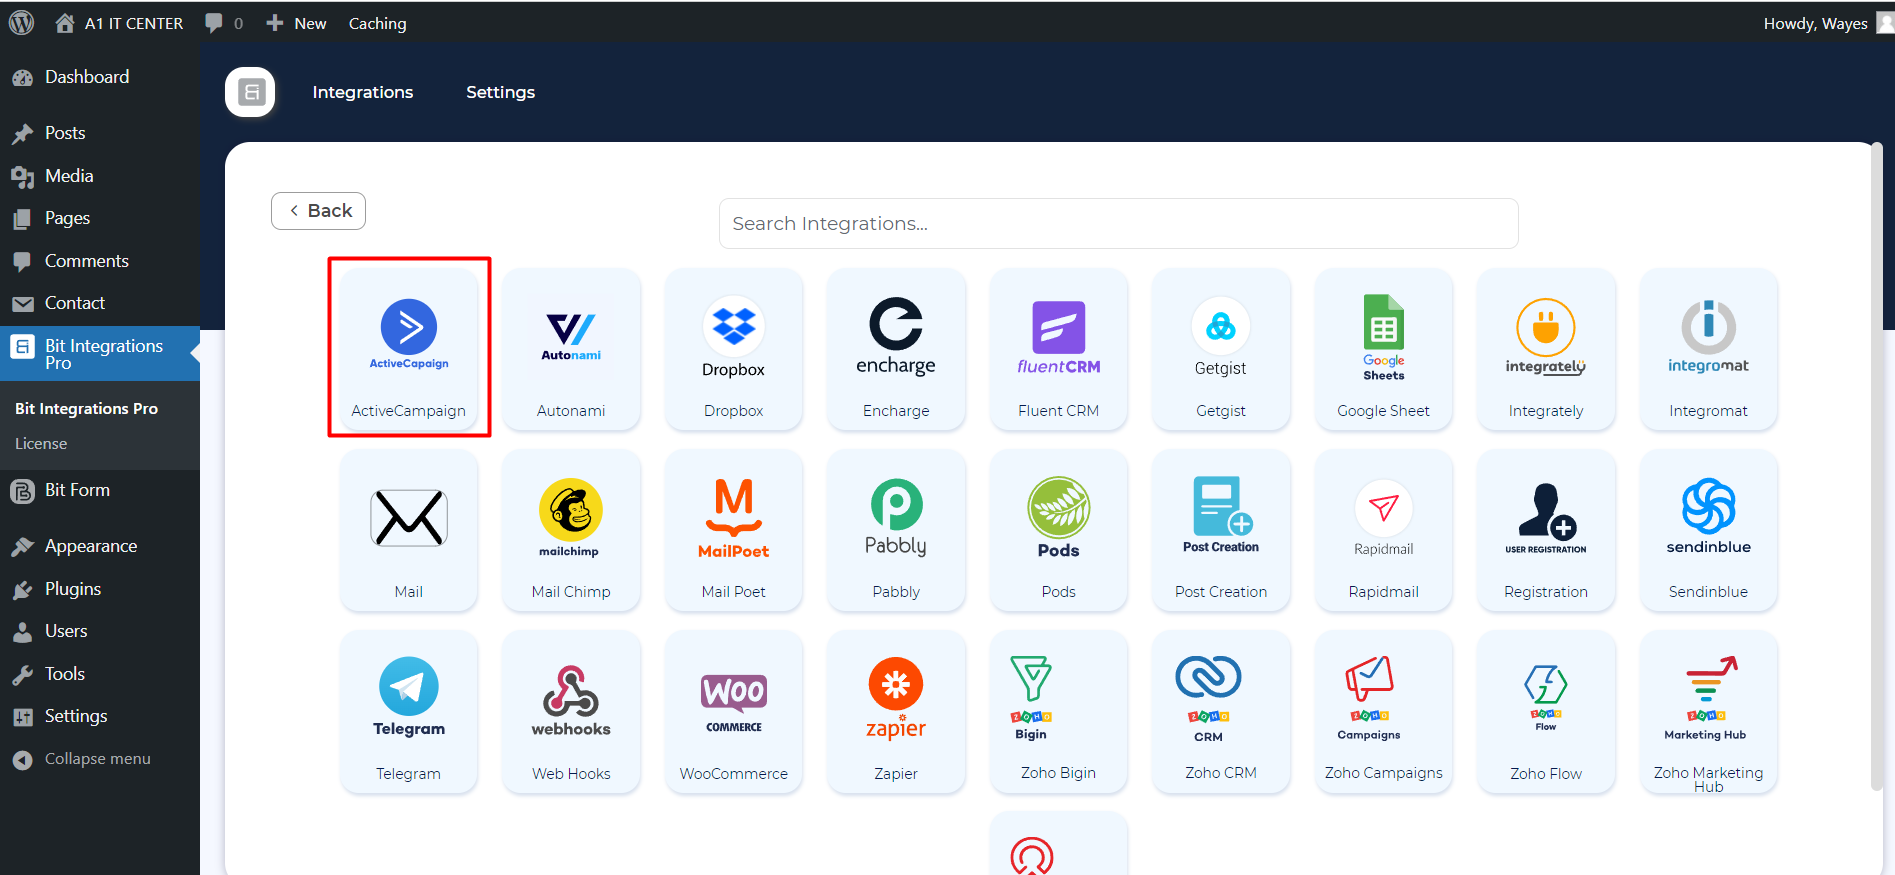 A1 IT CENTER
0
New
Caching
Howdy, Wayes
Dashboard
Posts
Media
Pages
Comments
Contact
Bit Integrations
Pro
Bit Integrations Pro
License
Bit Form
Appearance
Plugins
Users
Tools
Settings
Collapse menu
Integrations
Settings
Back
Search Integrations...
ActiveCapaign
ActiveCampaign
Autonami
Autonami
Dropbox
Dropbox
encharge
Encharge
fluentCRM
Fluent CRM
Getgist
Getgist
Google
Sheets
Google Sheet
integrately
Integrately
integromat
Integromat
Mail
mailchimp
Mail Chimp
MailPoet
Mail Poet
Pabbly
Pabbly
Pods
Pods
Post Creation
Post Creation
Rapidmail
Rapidmail
USER REGISTRATION
Registration
sendinblue
Sendinblue
Telegram
Telegram
webhooks
Web Hooks
WOO
COMMERCE
WooCommerce
zapier
Zapier
ZOHO
Bigin
Zoho Bigin
ZOHO
CRM
Zoho CRM
ZOHO
Campaigns
Zoho Campaigns
ZOHO
Flow
Zoho Flow
ZOHO
Marketing Hub
Zoho Marketing
Hub